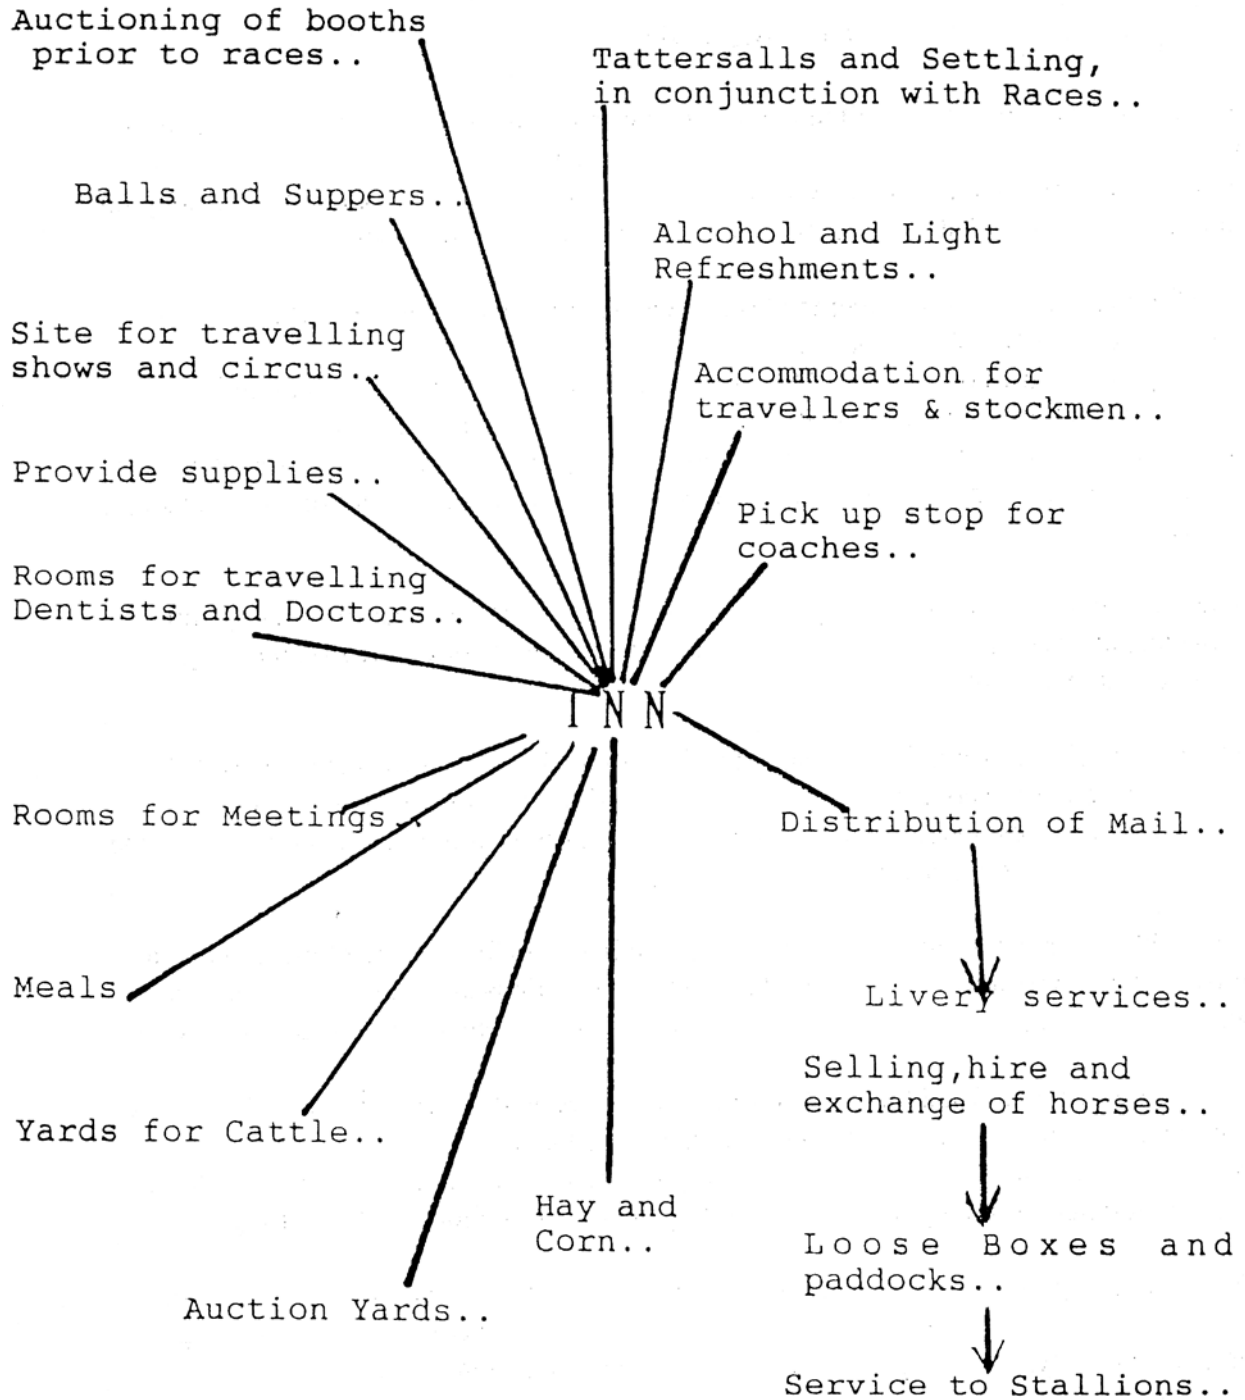 Auctioning of booths
prior to races..
Tattersalls and Settling,
in conjunction with Races..
Balls and Suppers..
Alcohol and Light
Refreshments..
Site for travelling
shows and circus..
Accommodation for
travellers & stockmen..
Provide supplies..
Pick up stop for
coaches..
Rooms for travelling
Dentists and Doctors..
INN
Rooms for Meetings..
Distribution of Mail..
Meals
Livery services..
Selling,hire and
exchange of horses..
Yards for Cattle..
Hay and
Corn..
Loose Boxes and
paddocks..
Auction Yards..
Service to Stallions..